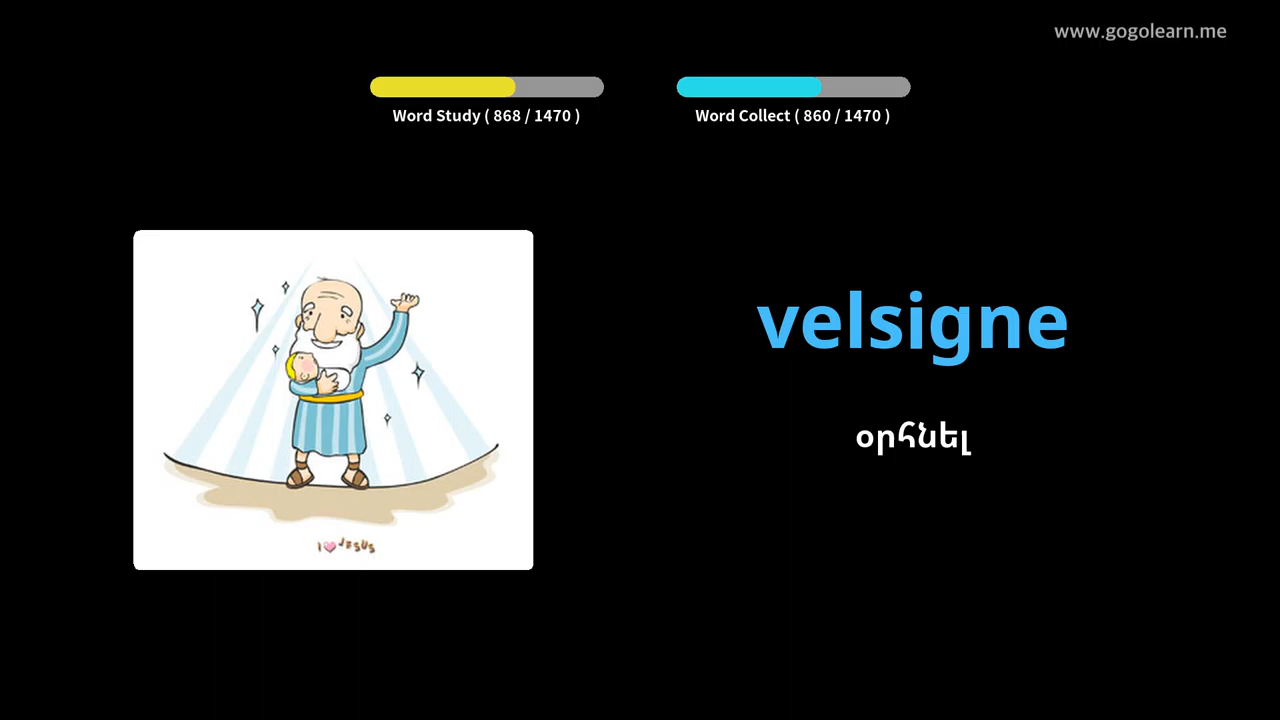 www.gogolearn.me
Word Study ( 868 / 1470 )
Word Collect ( 860 / 1470 )
velsigne
օրհնել
I JESUS